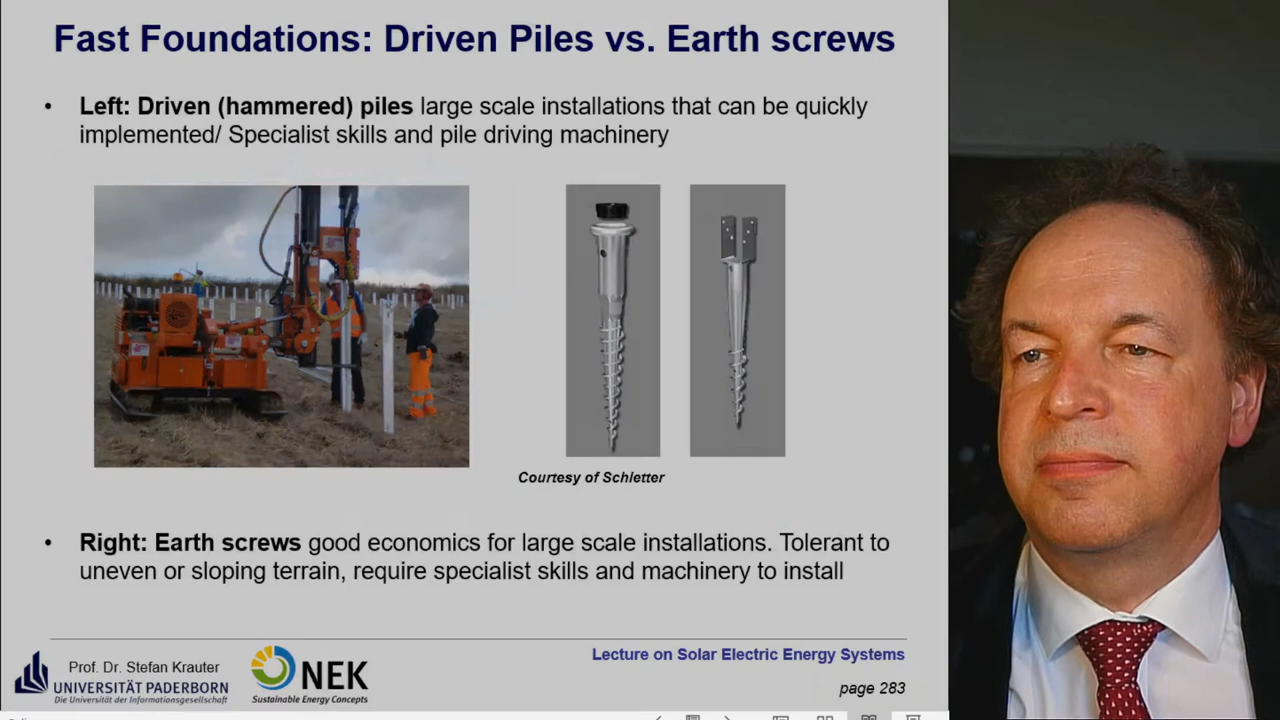 Fast Foundations: Driven Piles vs. Earth screws
• Left: Driven (hammered) piles large scale installations that can be quickly
implemented/ Specialist skills and pile driving machinery
Courtesy of Schletter
• Right: Earth screws good economics for large scale installations. Tolerant to
uneven or sloping terrain, require specialist skills and machinery to install
Prof. Dr. Stefan Krauter
UNIVERSITÄT PADERBORN
Die Universität der Informationsgesellschaft
NEK
Sustainable Energy Concepts
Lecture on Solar Electric Energy Systems
page 283